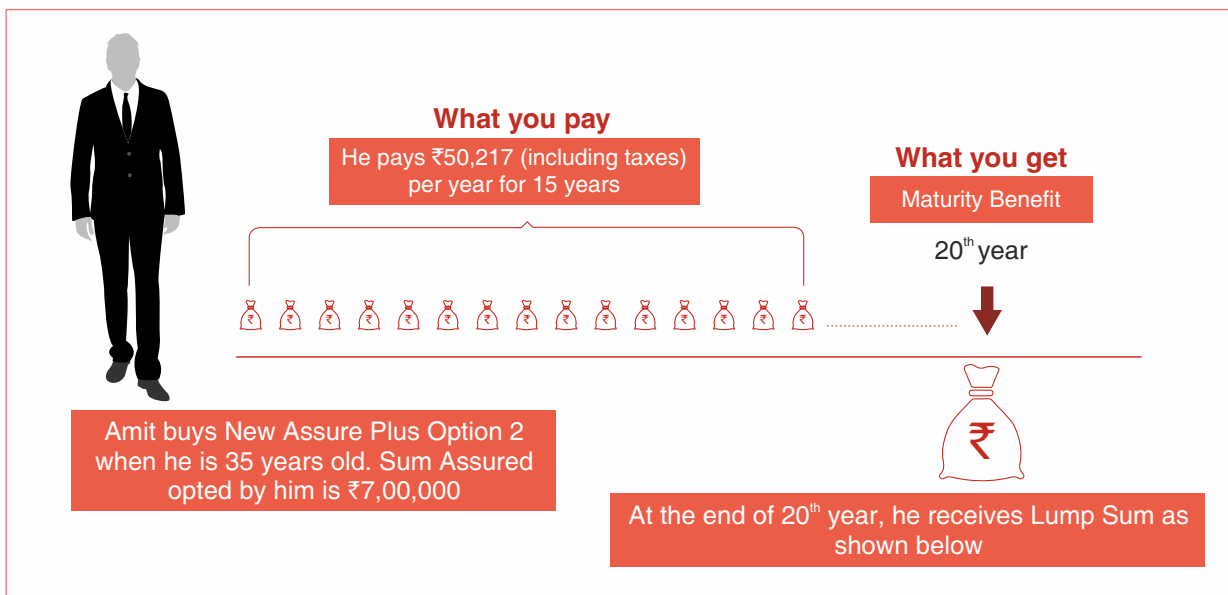 What you pay
He pays ₹50,217 (including taxes)
per year for 15 years
What you get
Maturity Benefit
20th year
₹ ₹ ₹ ₹ ₹ ₹ ₹ ₹ ₹ ₹ ₹ ₹ ₹ ₹ ₹
₹
Amit buys New Assure Plus Option 2
when he is 35 years old. Sum Assured
opted by him is ₹7,00,000
At the end of 20th year, he receives Lump Sum as
shown below